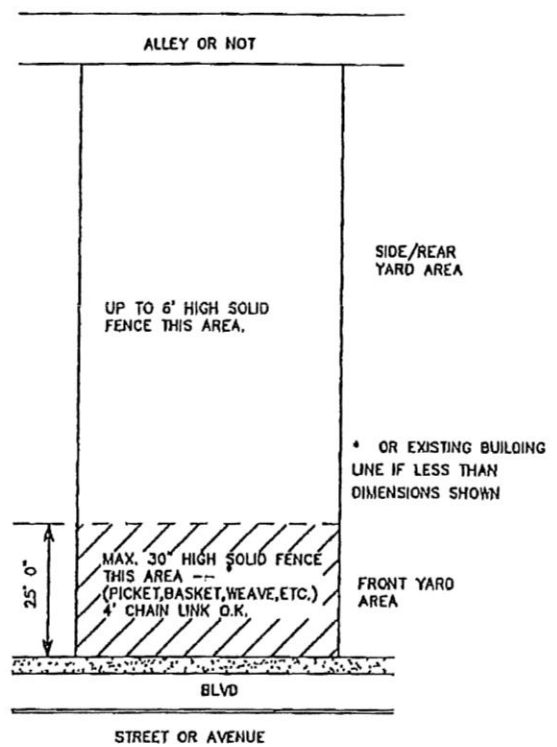 ALLEY OR NOT
SIDE/REAR
YARD AREA
UP TO 6' HIGH SOLID
FENCE THIS AREA.
* OR EXISTING BUILDING
LINE IF LESS THAN
DIMENSIONS SHOWN
25' 0"
MAX. 30" HIGH SOLID FENCE
THIS AREA -- *
(PICKET,BASKET,WEAVE,ETC.)
4' CHAIN LINK O.K.
FRONT YARD
AREA
BLVD
STREET OR AVENUE